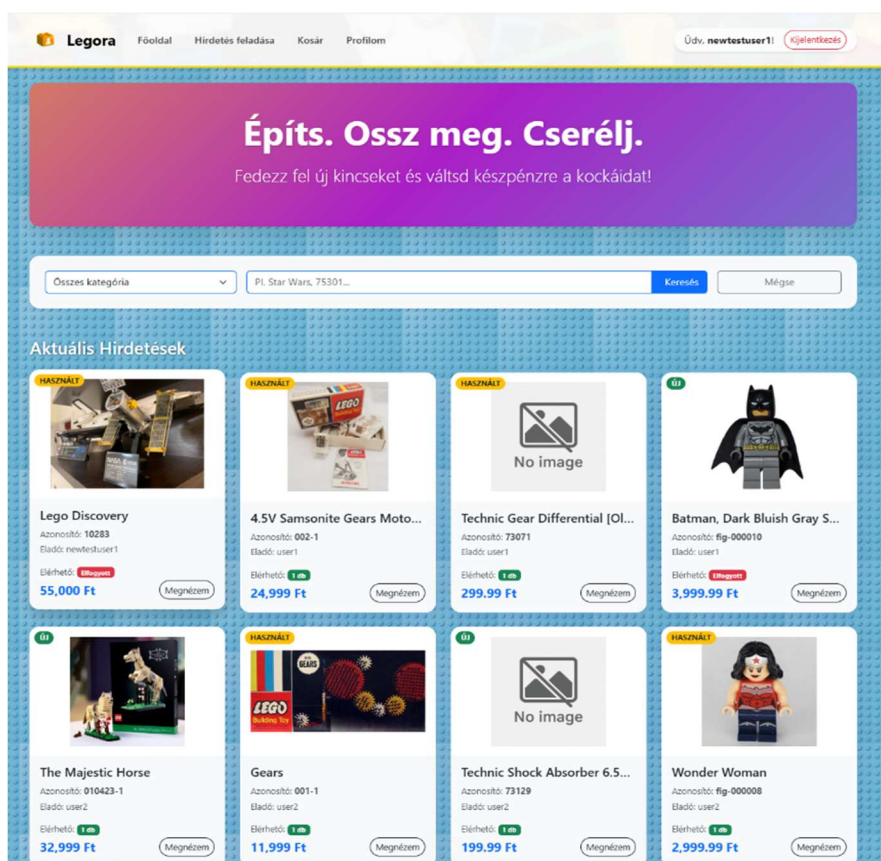 Legora Főoldal Hirdetés feladása Kosár Profilom Üdv, newtestuser1! Kijelentkezés
Építs. Ossz meg. Cserélj.
Fedezz fel új kincseket és váltsd készpénzre a kockáidat!
Összes kategória Pl. Star Wars, 75301... Keresés Mégse
Aktuális Hirdetések
HASZNÁLT
Lego Discovery
Azonosító: 10283
Eladó: newtestuser1
Elérhető: Elfogyott
55,000 Ft Megnézem
HASZNÁLT
LEGO
4.5V Samsonite Gears Moto...
Azonosító: 002-1
Eladó: user1
Elérhető: 1 db
24,999 Ft Megnézem
HASZNÁLT
No image
Technic Gear Differential [Ol...
Azonosító: 73071
Eladó: user1
Elérhető: 1 db
299.99 Ft Megnézem
ÚJ
Batman, Dark Bluish Gray S...
Azonosító: fig-000010
Eladó: user1
Elérhető: Elfogyott
3,999.99 Ft Megnézem
ÚJ
The Majestic Horse
Azonosító: 010423-1
Eladó: user2
Elérhető: 1 db
32,999 Ft Megnézem
HASZNÁLT
GEARS
LEGO
Building Toy
Gears
Azonosító: 001-1
Eladó: user2
Elérhető: 1 db
11,999 Ft Megnézem
ÚJ
No image
Technic Shock Absorber 6.5...
Azonosító: 73129
Eladó: user2
Elérhető: 1 db
199.99 Ft Megnézem
HASZNÁLT
Wonder Woman
Azonosító: fig-000008
Eladó: user2
Elérhető: 1 db
2,999.99 Ft Megnézem